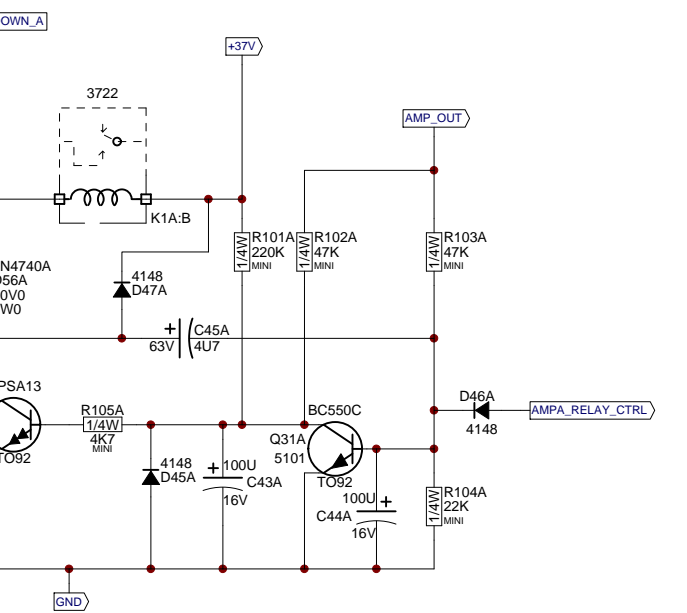 OWN_A
+37V
3722
AMP_OUT
K1A:B
R101A
220K
MINI
1/4W
R102A
47K
MINI
1/4W
R103A
47K
MINI
1/4W
N4740A
D56A
0V0
W0
4148
D47A
+
C45A
63V
4U7
PSA13
TO92
R105A
1/4W
4K7
MINI
BC550C
Q31A
5101
TO92
D46A
4148
AMPA_RELAY_CTRL
4148
D45A
+
100U
C43A
16V
100U
+
C44A
16V
R104A
22K
MINI
1/4W
GND